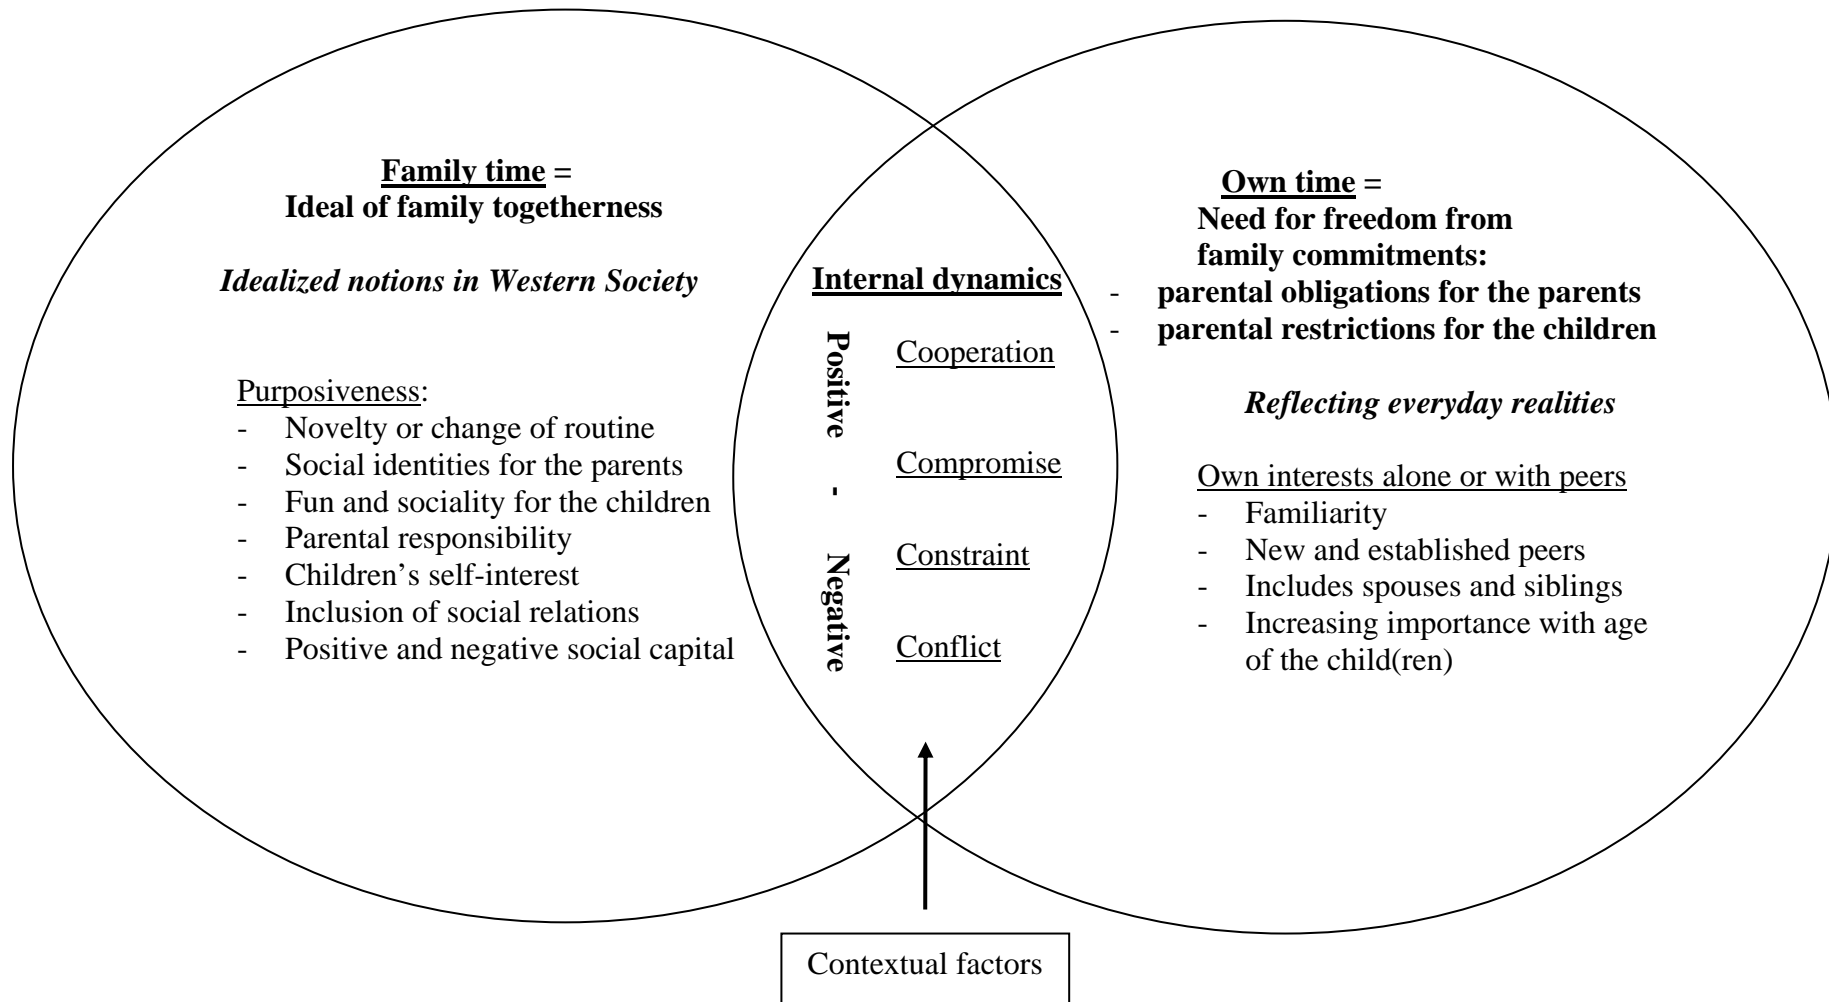 Family time =
Ideal of family togetherness
Idealized notions in Western Society
Purposiveness:
- Novelty or change of routine
- Social identities for the parents
- Fun and sociality for the children
- Parental responsibility
- Children’s self-interest
- Inclusion of social relations
- Positive and negative social capital
Internal dynamics
Positive - Negative
Cooperation
Compromise
Constraint
Conflict
Own time =
Need for freedom from
family commitments:
- parental obligations for the parents
- parental restrictions for the children
Reflecting everyday realities
Own interests alone or with peers
- Familiarity
- New and established peers
- Includes spouses and siblings
- Increasing importance with age
of the child(ren)
Contextual factors